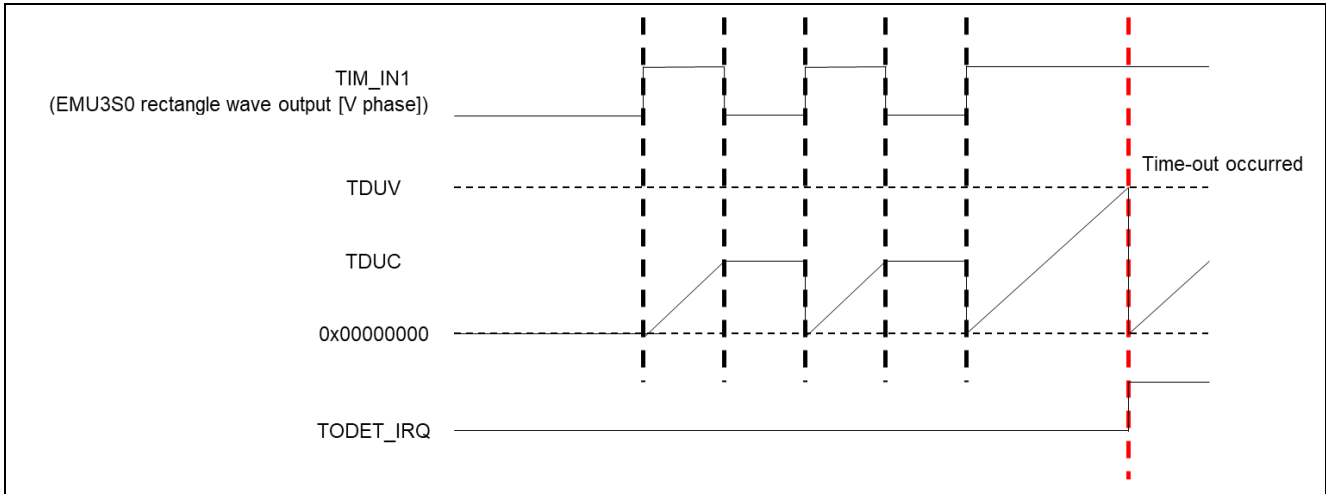 TIM_IN1
(EMU3S0 rectangle wave output [V phase])
Time-out occurred
TDUV
TDUC
0x00000000
TODET_IRQ